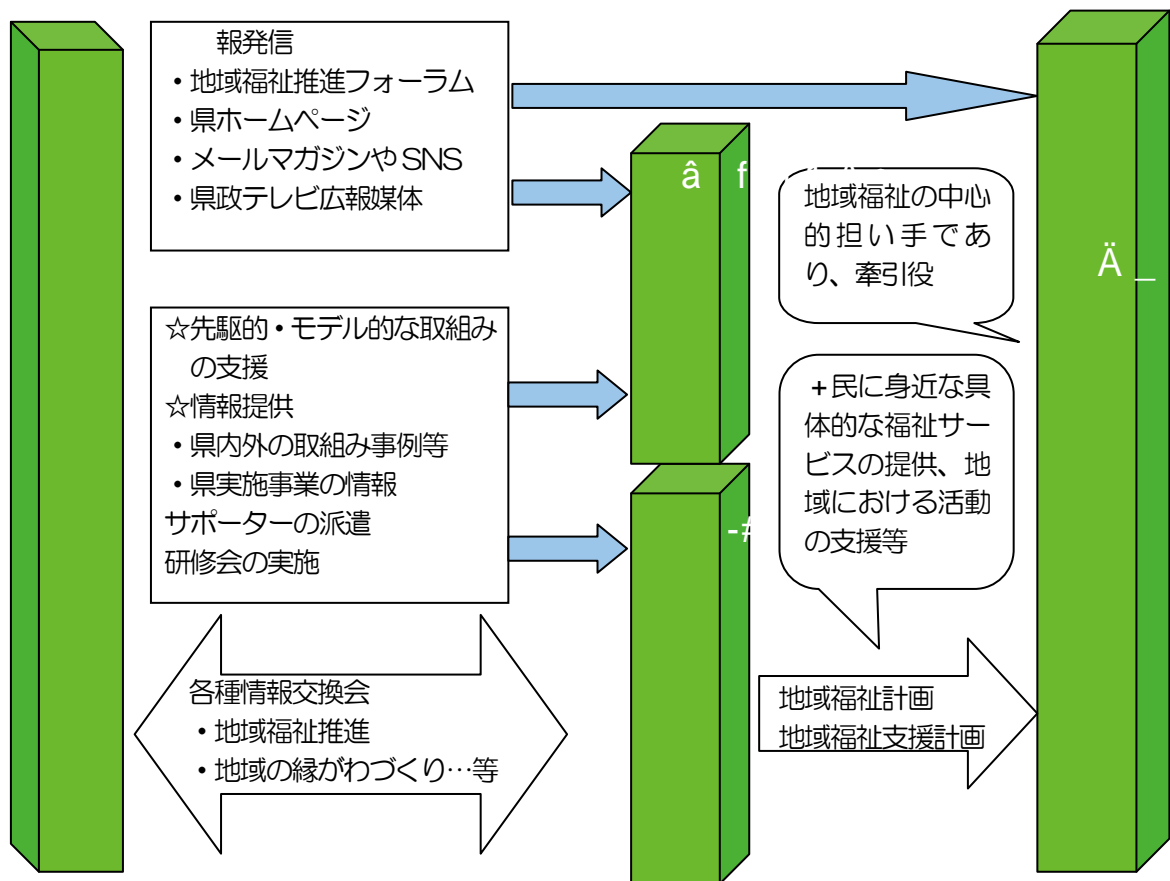 報発信
・地域福祉推進フォーラム
・県ホームページ
・メールマガジンやSNS
・県政テレビ広報媒体
☆先駆的・モデル的な取組み
の支援
☆情報提供
・県内外の取組み事例等
・県実施事業の情報
サポーターの派遣
研修会の実施
各種情報交換会
・地域福祉推進
・地域の縁がわづくり…等
â f
-#
地域福祉の中心
的担い手であ
り、牽引役
+民に身近な具
体的な福祉サー
ビスの提供、地
域における活動
の支援等
地域福祉計画
地域福祉支援計画
Ä _